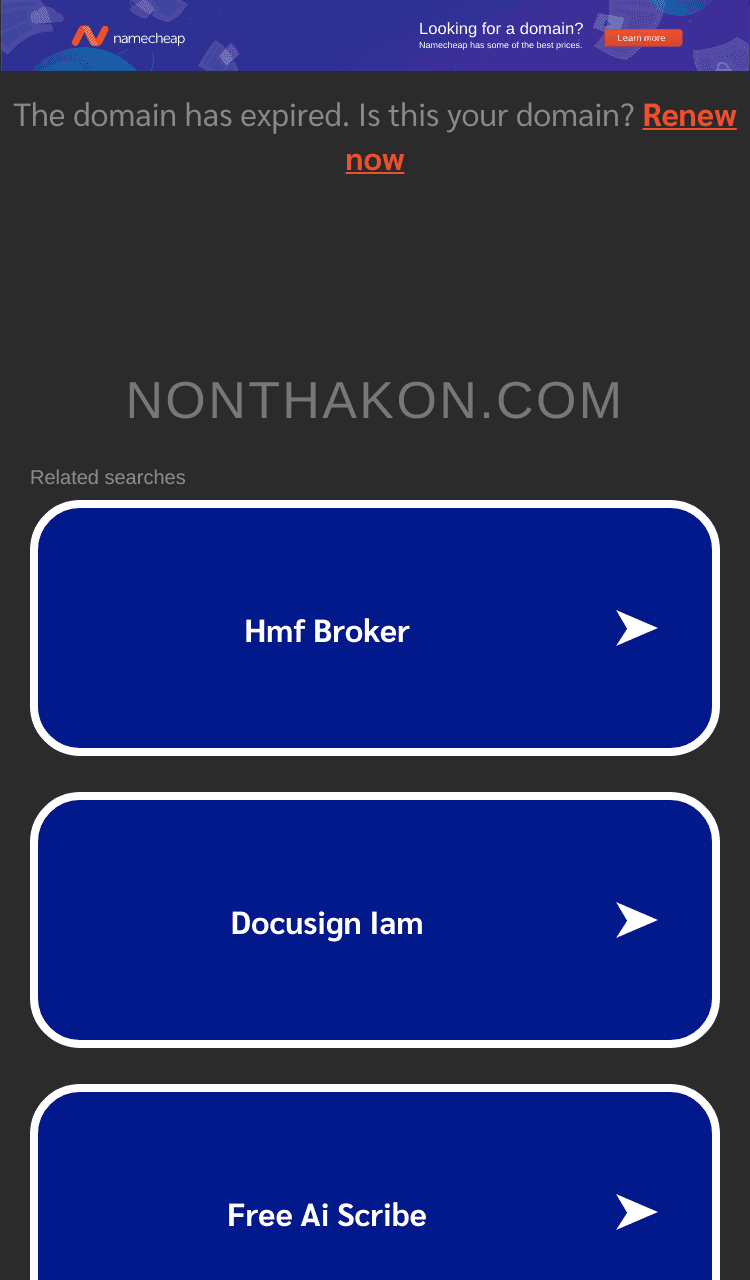 namecheap
Looking for a domain?
Namecheap has some of the best prices.
Learn more
The domain has expired. Is this your domain? Renew
now
NONTHAKON.COM
Related searches
Hmf Broker
Docusign Iam
Free Ai Scribe